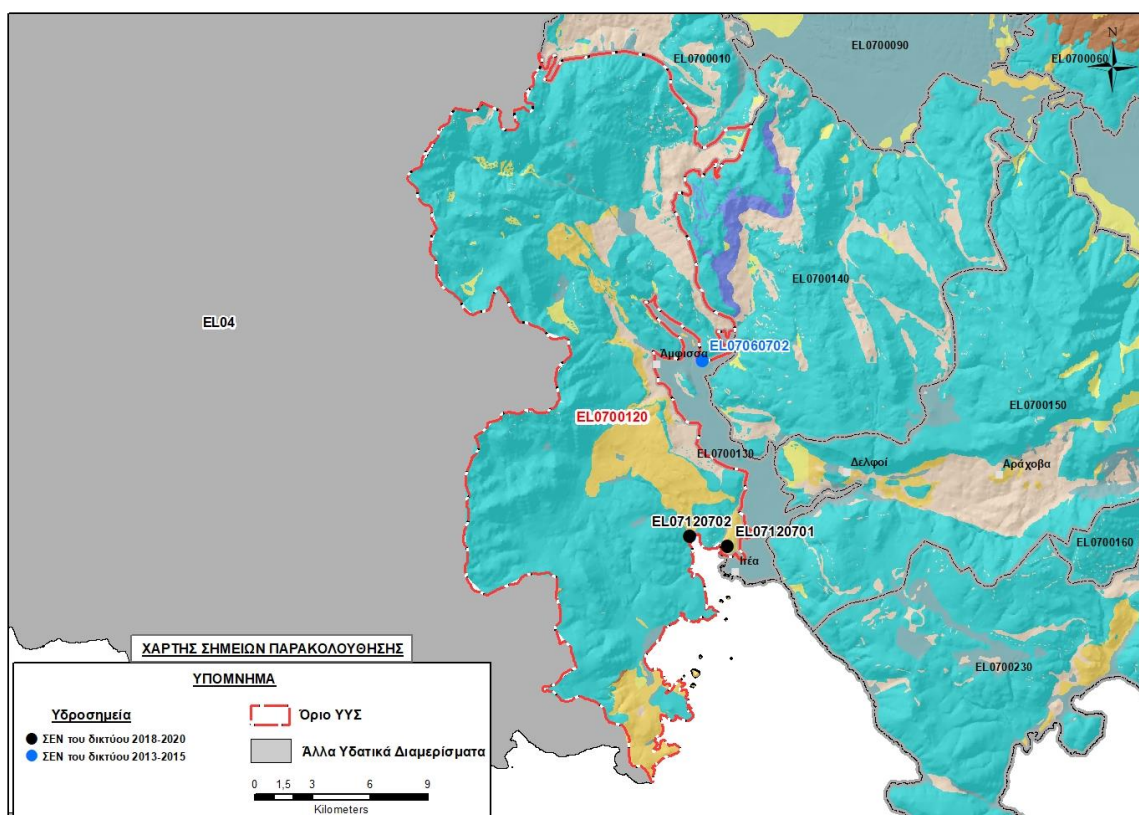 EL0700090
EL0700010
EL0700060
N
EL0700140
EL04
EL07060702
Άμφισσα
EL0700150
EL0700120
EL0700130
Δελφοί
Αράχοβα
EL07120702
EL07120701
EL0700160
Ιτέα
ΧΑΡΤΗΣ ΣΗΜΕΙΩΝ ΠΑΡΑΚΟΛΟΥΘΗΣΗΣ
EL0700230
ΥΠΟΜΝΗΜΑ
Υδροσημεία
Όριο ΥΥΣ
ΣΕΝ του δικτύου 2018-2020
ΣΕΝ του δικτύου 2013-2015
Άλλα Υδατικά Διαμερίσματα
0 1,5 3 6 9
Kilometers